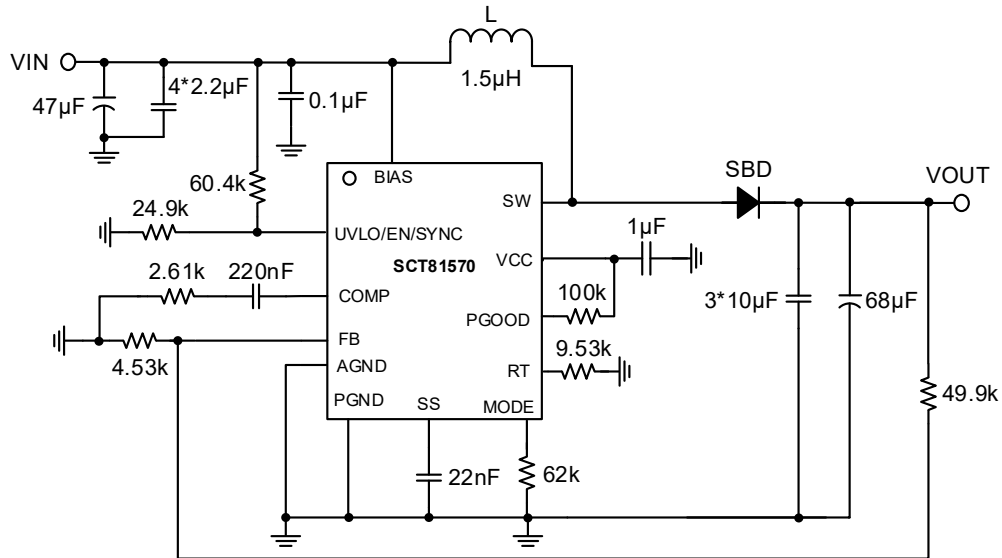 L
VIN
1.5µH
4*2.2µF
47µF
0.1µF
SBD
VOUT
BIAS
60.4k
SW
24.9k
1µF
UVLO/EN/SYNC
VCC
SCT81570
2.61k
220nF
COMP
100k
3*10µF
68µF
PGOOD
FB
9.53k
4.53k
AGND
RT
49.9k
PGND
SS
MODE
22nF
62k